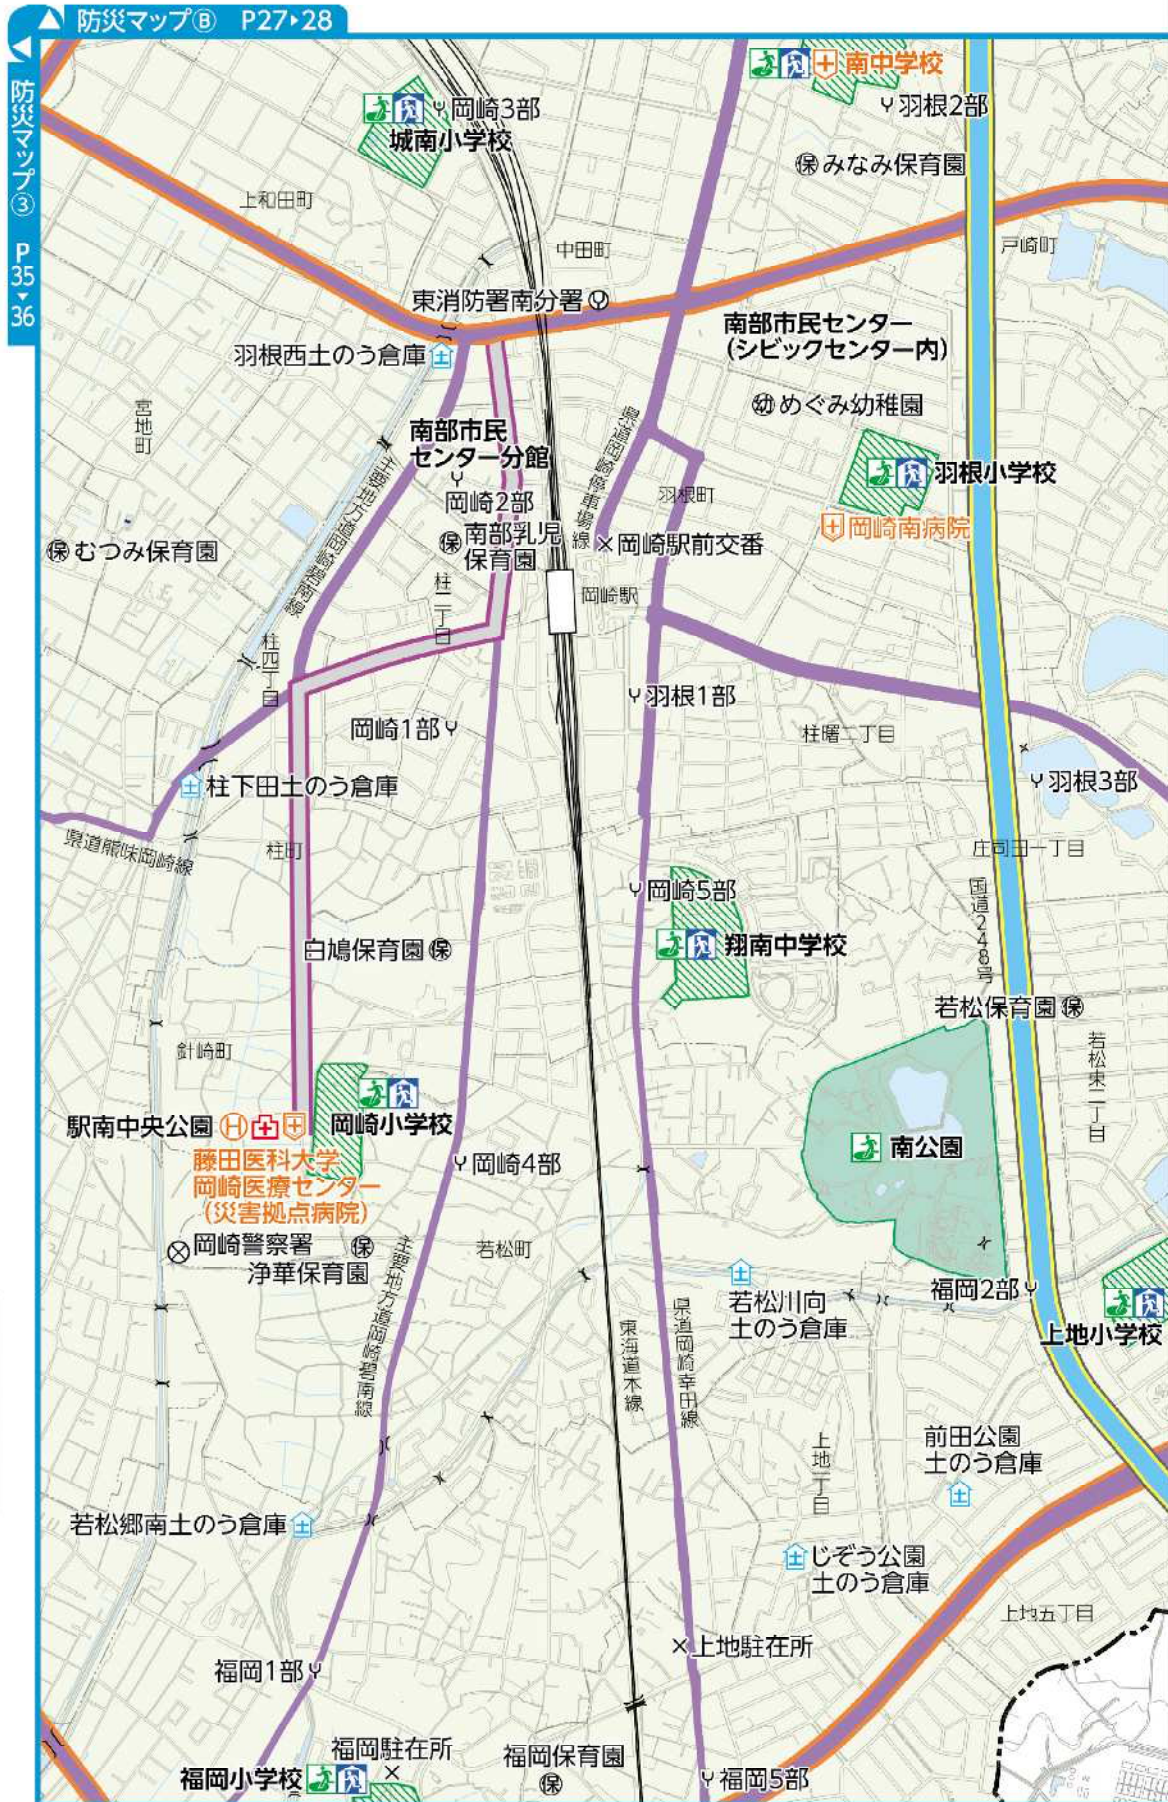 防災マップⒷ P27▸28
防災マップ③ P35▸36
南中学校
羽根2部
岡崎3部
城南小学校
みなみ保育園
保
上和田町
中田町
戸崎町
東消防署南分署
南部市民センター
(シビックセンター内)
羽根西土のう倉庫
土
宮地町
幼
めぐみ幼稚園
県道岡崎停車場線
南部市民
センター分館
主要地方道岡崎碧南線
羽根小学校
岡崎2部
羽根町
岡崎南病院
保
むつみ保育園
保
南部乳児
保育園
岡崎駅前交番
柱二丁目
岡崎駅
柱四丁目
羽根1部
岡崎1部
柱曙二丁目
土
柱下田土のう倉庫
羽根3部
県道熊味岡崎線
柱町
庄司田一丁目
国道248号
岡崎5部
白鳩保育園
保
翔南中学校
若松保育園
保
針崎町
若松東二丁目
駅南中央公園
H
岡崎小学校
南公園
藤田医科大学
岡崎医療センター
(災害拠点病院)
岡崎4部
岡崎警察署
保
浄華保育園
主要地方道岡崎碧南線
若松町
土
若松川向
土のう倉庫
福岡2部
上地小学校
東海道本線
県道岡崎幸田線
上地一丁目
前田公園
土のう倉庫
土
若松郷南土のう倉庫
土
土
じぞう公園
土のう倉庫
上地五丁目
上地駐在所
福岡1部
福岡駐在所
福岡保育園
保
福岡小学校
福岡5部